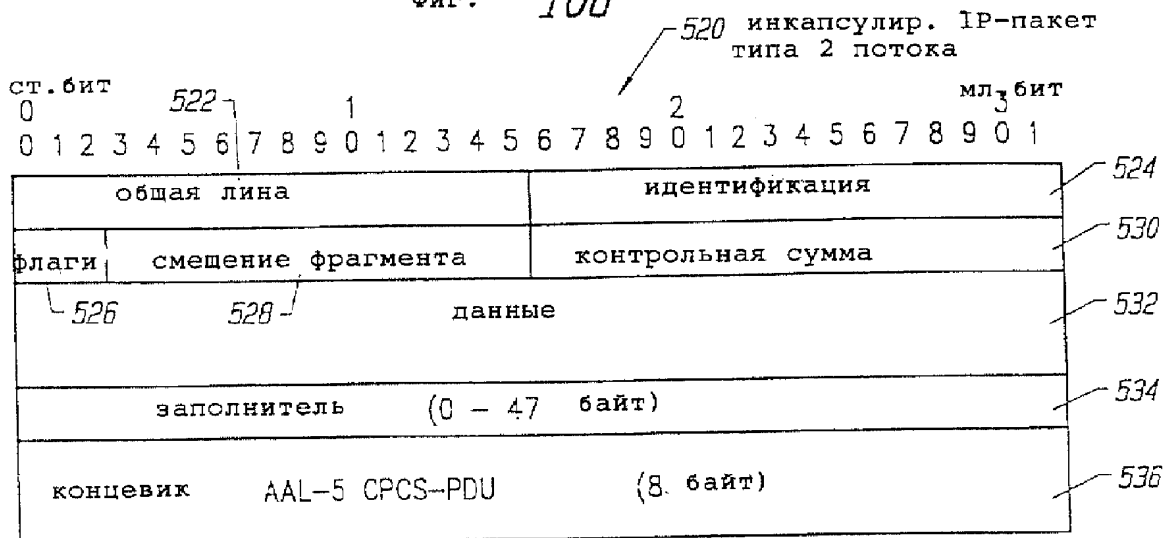 фиг. 10б
520 инкапсулир. IP-пакет
типа 2 потока
ст.бит мл. бит
0 522 1 2 3
0 1 2 3 4 5 6 7 8 9 0 1 2 3 4 5 6 7 8 9 0 1 2 3 4 5 6 7 8 9 0 1
общая лина идентификация 524
флаги смешение фрагмента контрольная сумма 530
526 528 данные 532
заполнитель (0 – 47 байт) 534
концевик AAL-5 CPCS-PDU (8. байт) 536